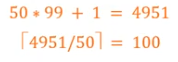 50 * 99 + 1 = 4951
⌈4951/50⌉ = 100